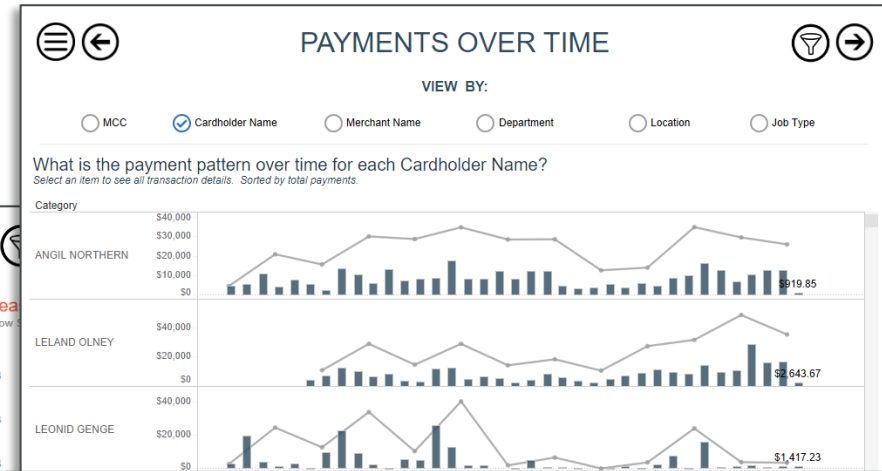 PAYMENTS OVER TIME
VIEW BY:
MCC
Cardholder Name
Merchant Name
Department
Location
Job Type
What is the payment pattern over time for each Cardholder Name?
Select an item to see all transaction details. Sorted by total payments.
Category
ANGIL NORTHERN
$40,000
$30,000
$20,000
$10,000
$0
$919.85
LELAND OLNEY
$40,000
$20,000
$0
$2,643.67
LEONID GENGE
$40,000
$20,000
$0
$1,417.23